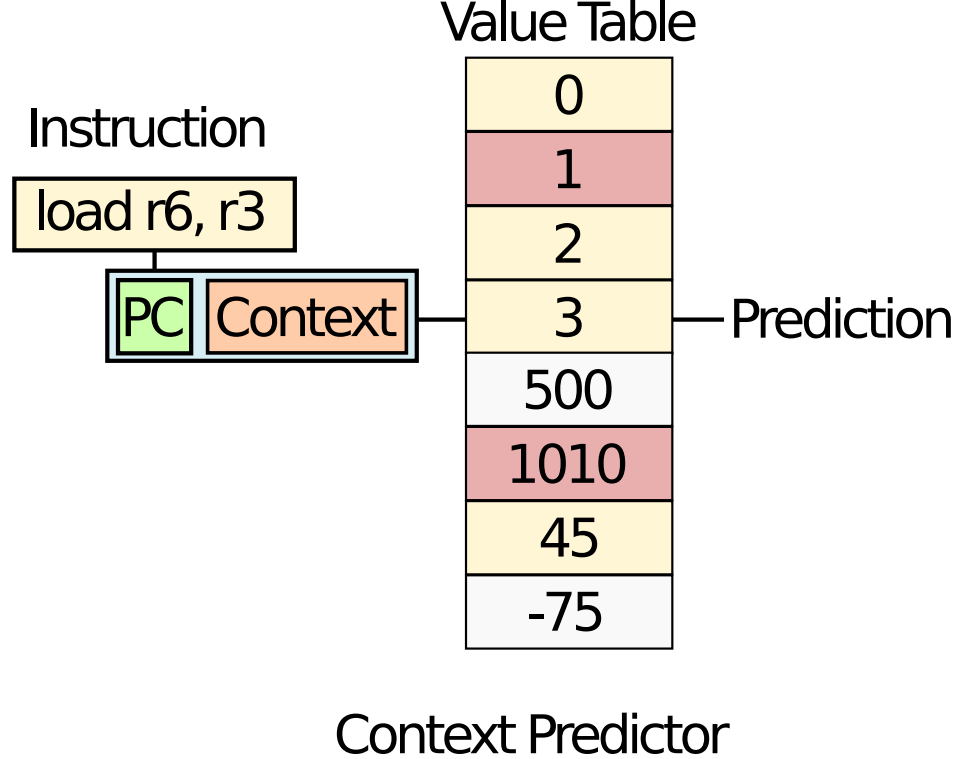 Value Table
Instruction
load r6, r3
PC
Context
0
1
2
3
500
1010
45
-75
Prediction
Context Predictor